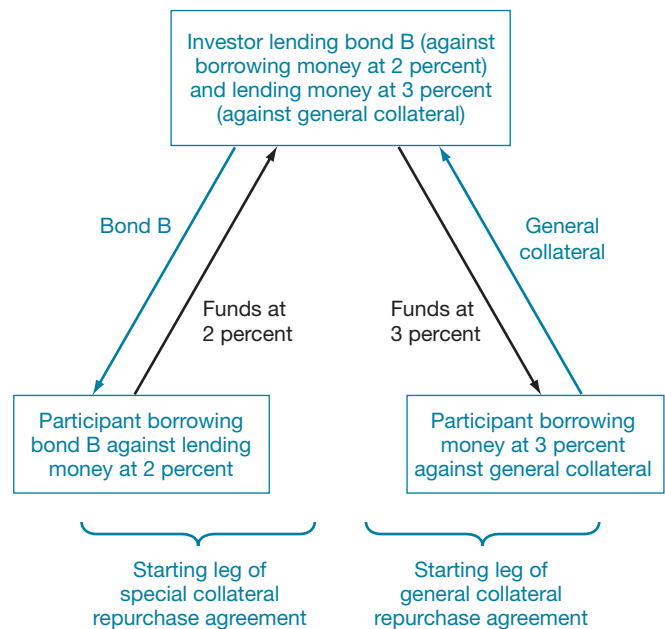 Investor lending bond B (against
borrowing money at 2 percent)
and lending money at 3 percent
(against general collateral)
Bond B
General
collateral
Funds at
2 percent
Funds at
3 percent
Participant borrowing
bond B against lending
money at 2 percent
Participant borrowing
money at 3 percent
against general collateral
Starting leg of
special collateral
repurchase agreement
Starting leg of
general collateral
repurchase agreement